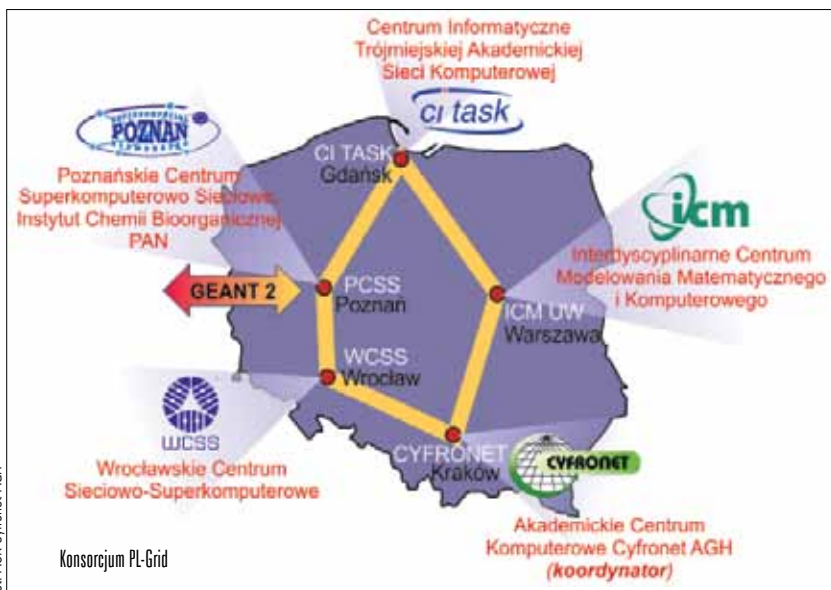 Centrum Informatyczne
Trójmiejskiej Akademickiej
Sieci Komputerowej
CI task
POZNAŃ
Poznańskie Centrum
Superkomputerowo Sieciowe,
Instytut Chemii Bioorganicznej
PAN
CI TASK
Gdańsk
icm
Interdyscyplinarne Centrum
Modelowania Matematycznego
i Komputerowego
GEANT 2
PCSS
Poznań
ICM UW
Warszawa
WCSS
Wrocław
WCSS
Wrocławskie Centrum
Sieciowo-Superkomputerowe
CYFRONET
Kraków
CYFRONET
Akademickie Centrum
Komputerowe Cyfronet AGH
(koordynator)
Konsorcjum PL-Grid